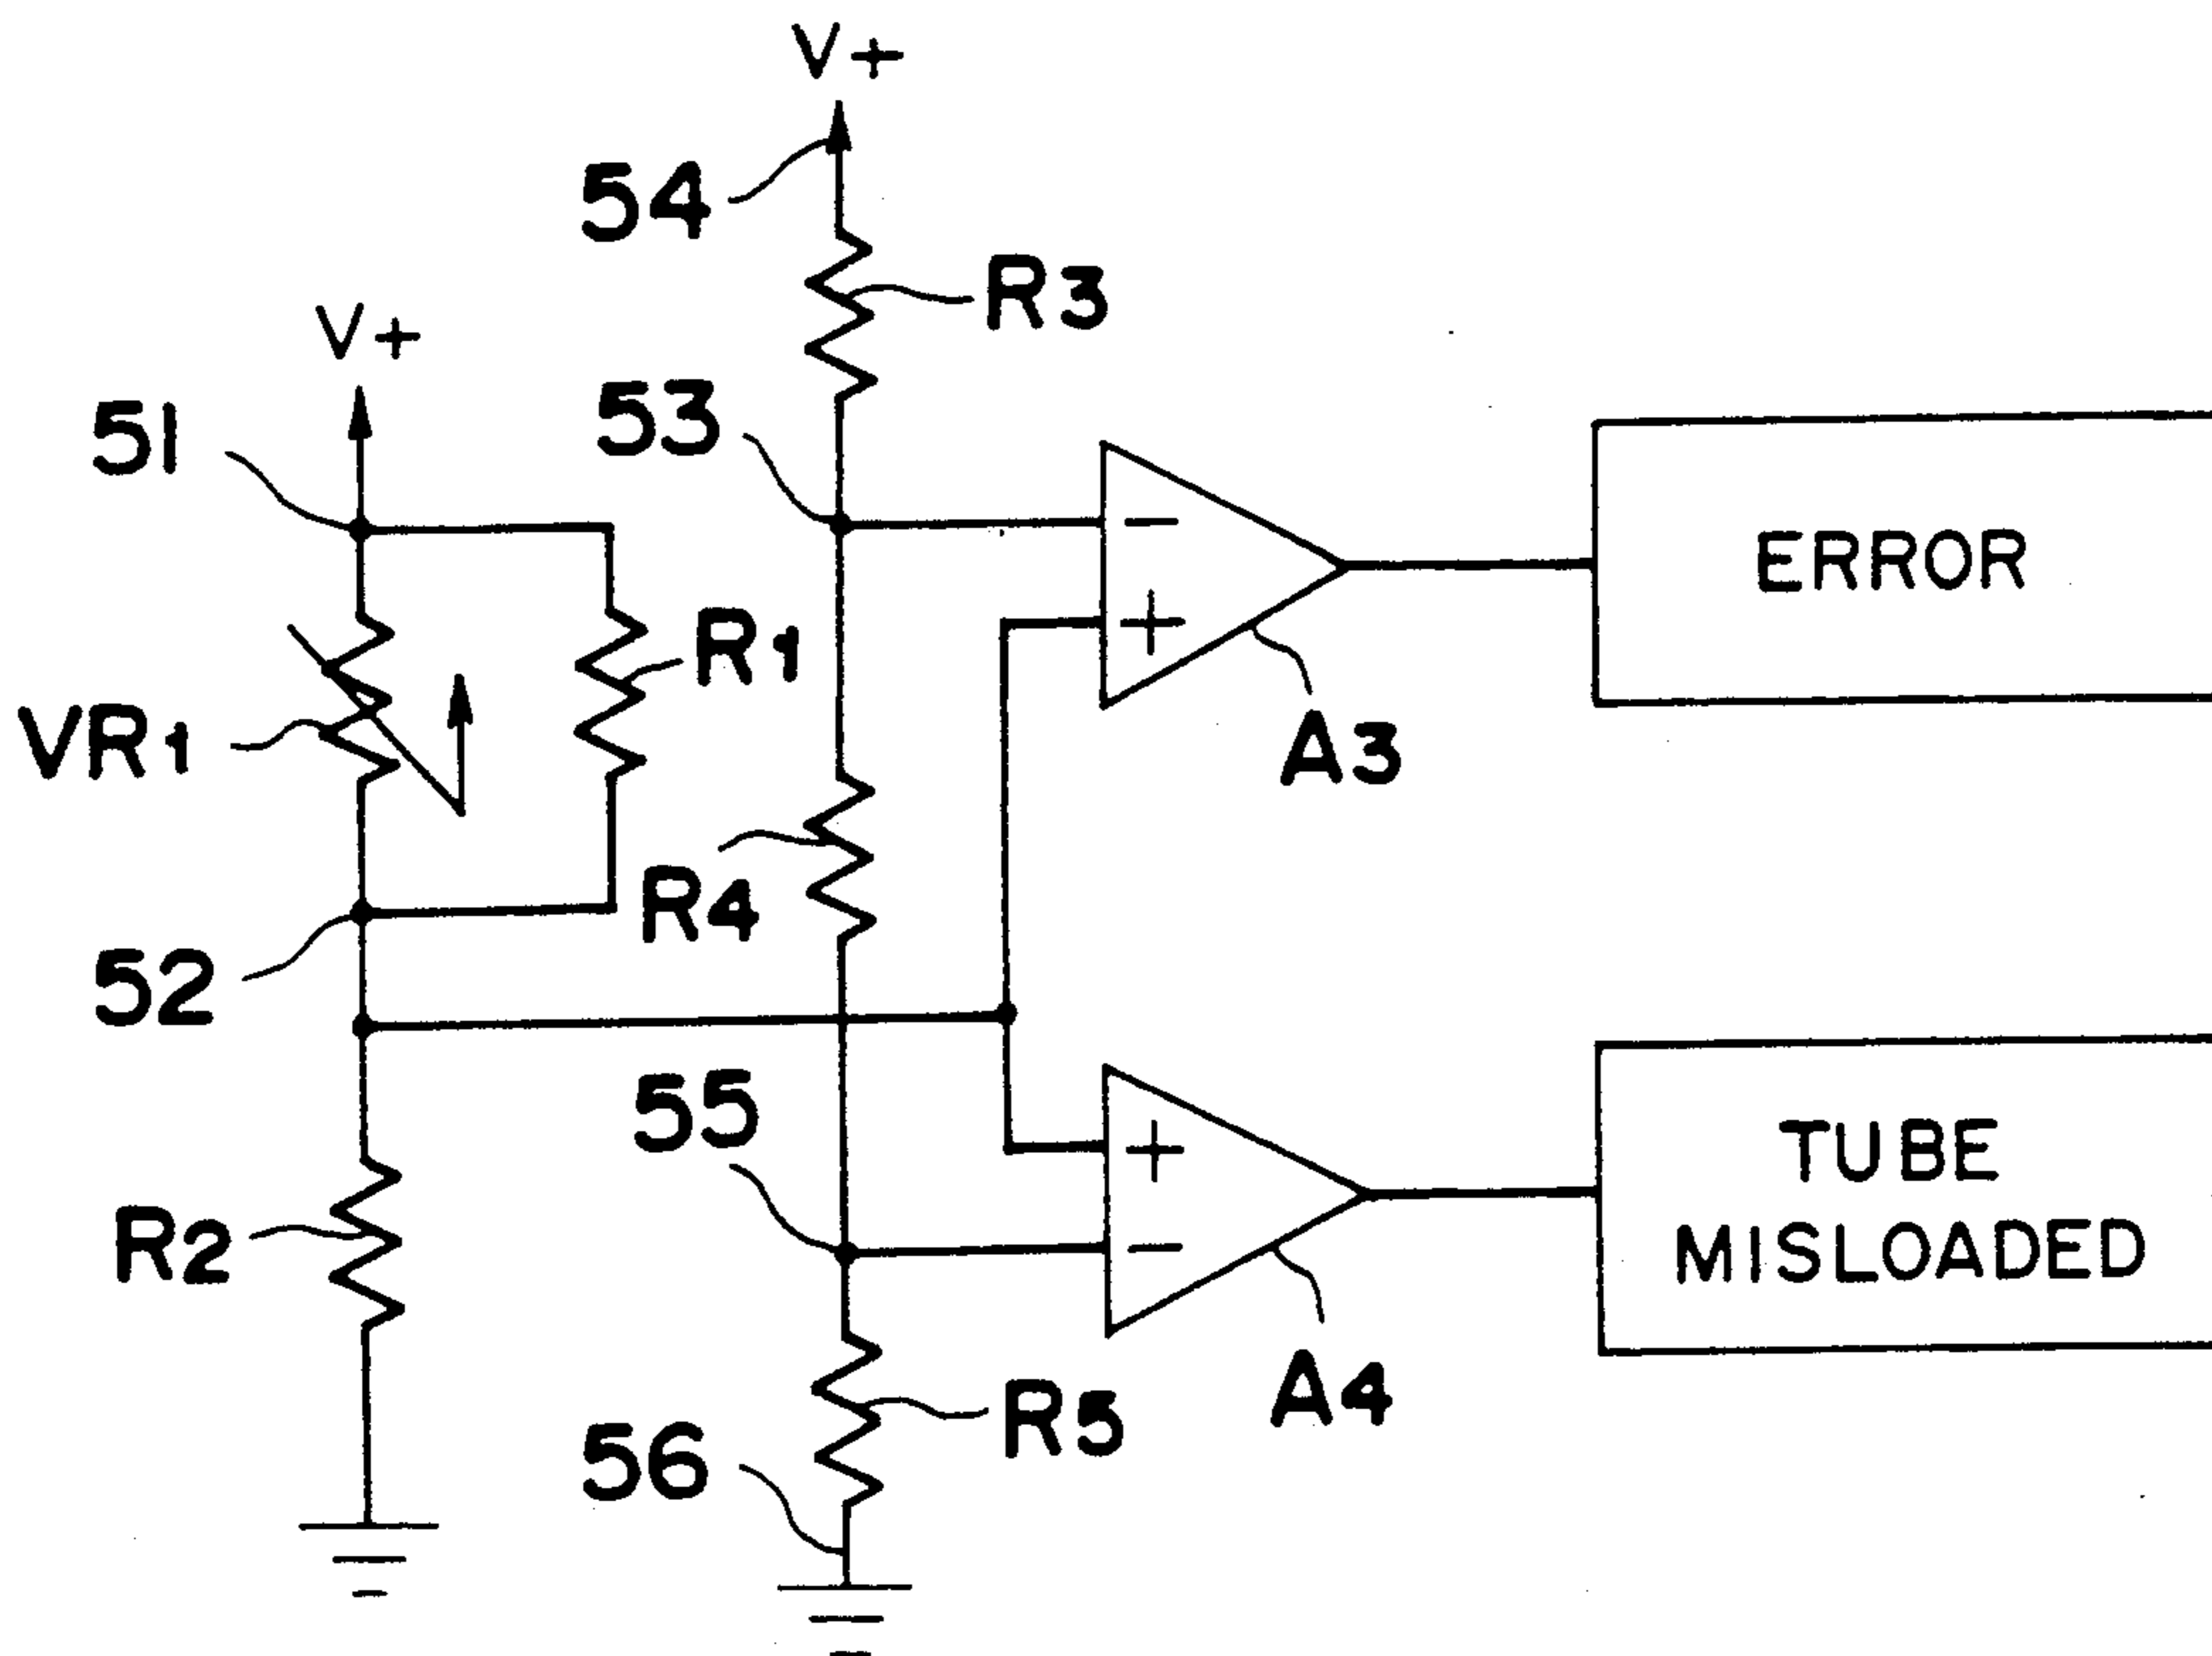 V+
54
R3
V+
51
53
ERROR
R1
VR1
A3
R4
52
55
TUBE
MISLOADED
R2
A4
R5
56